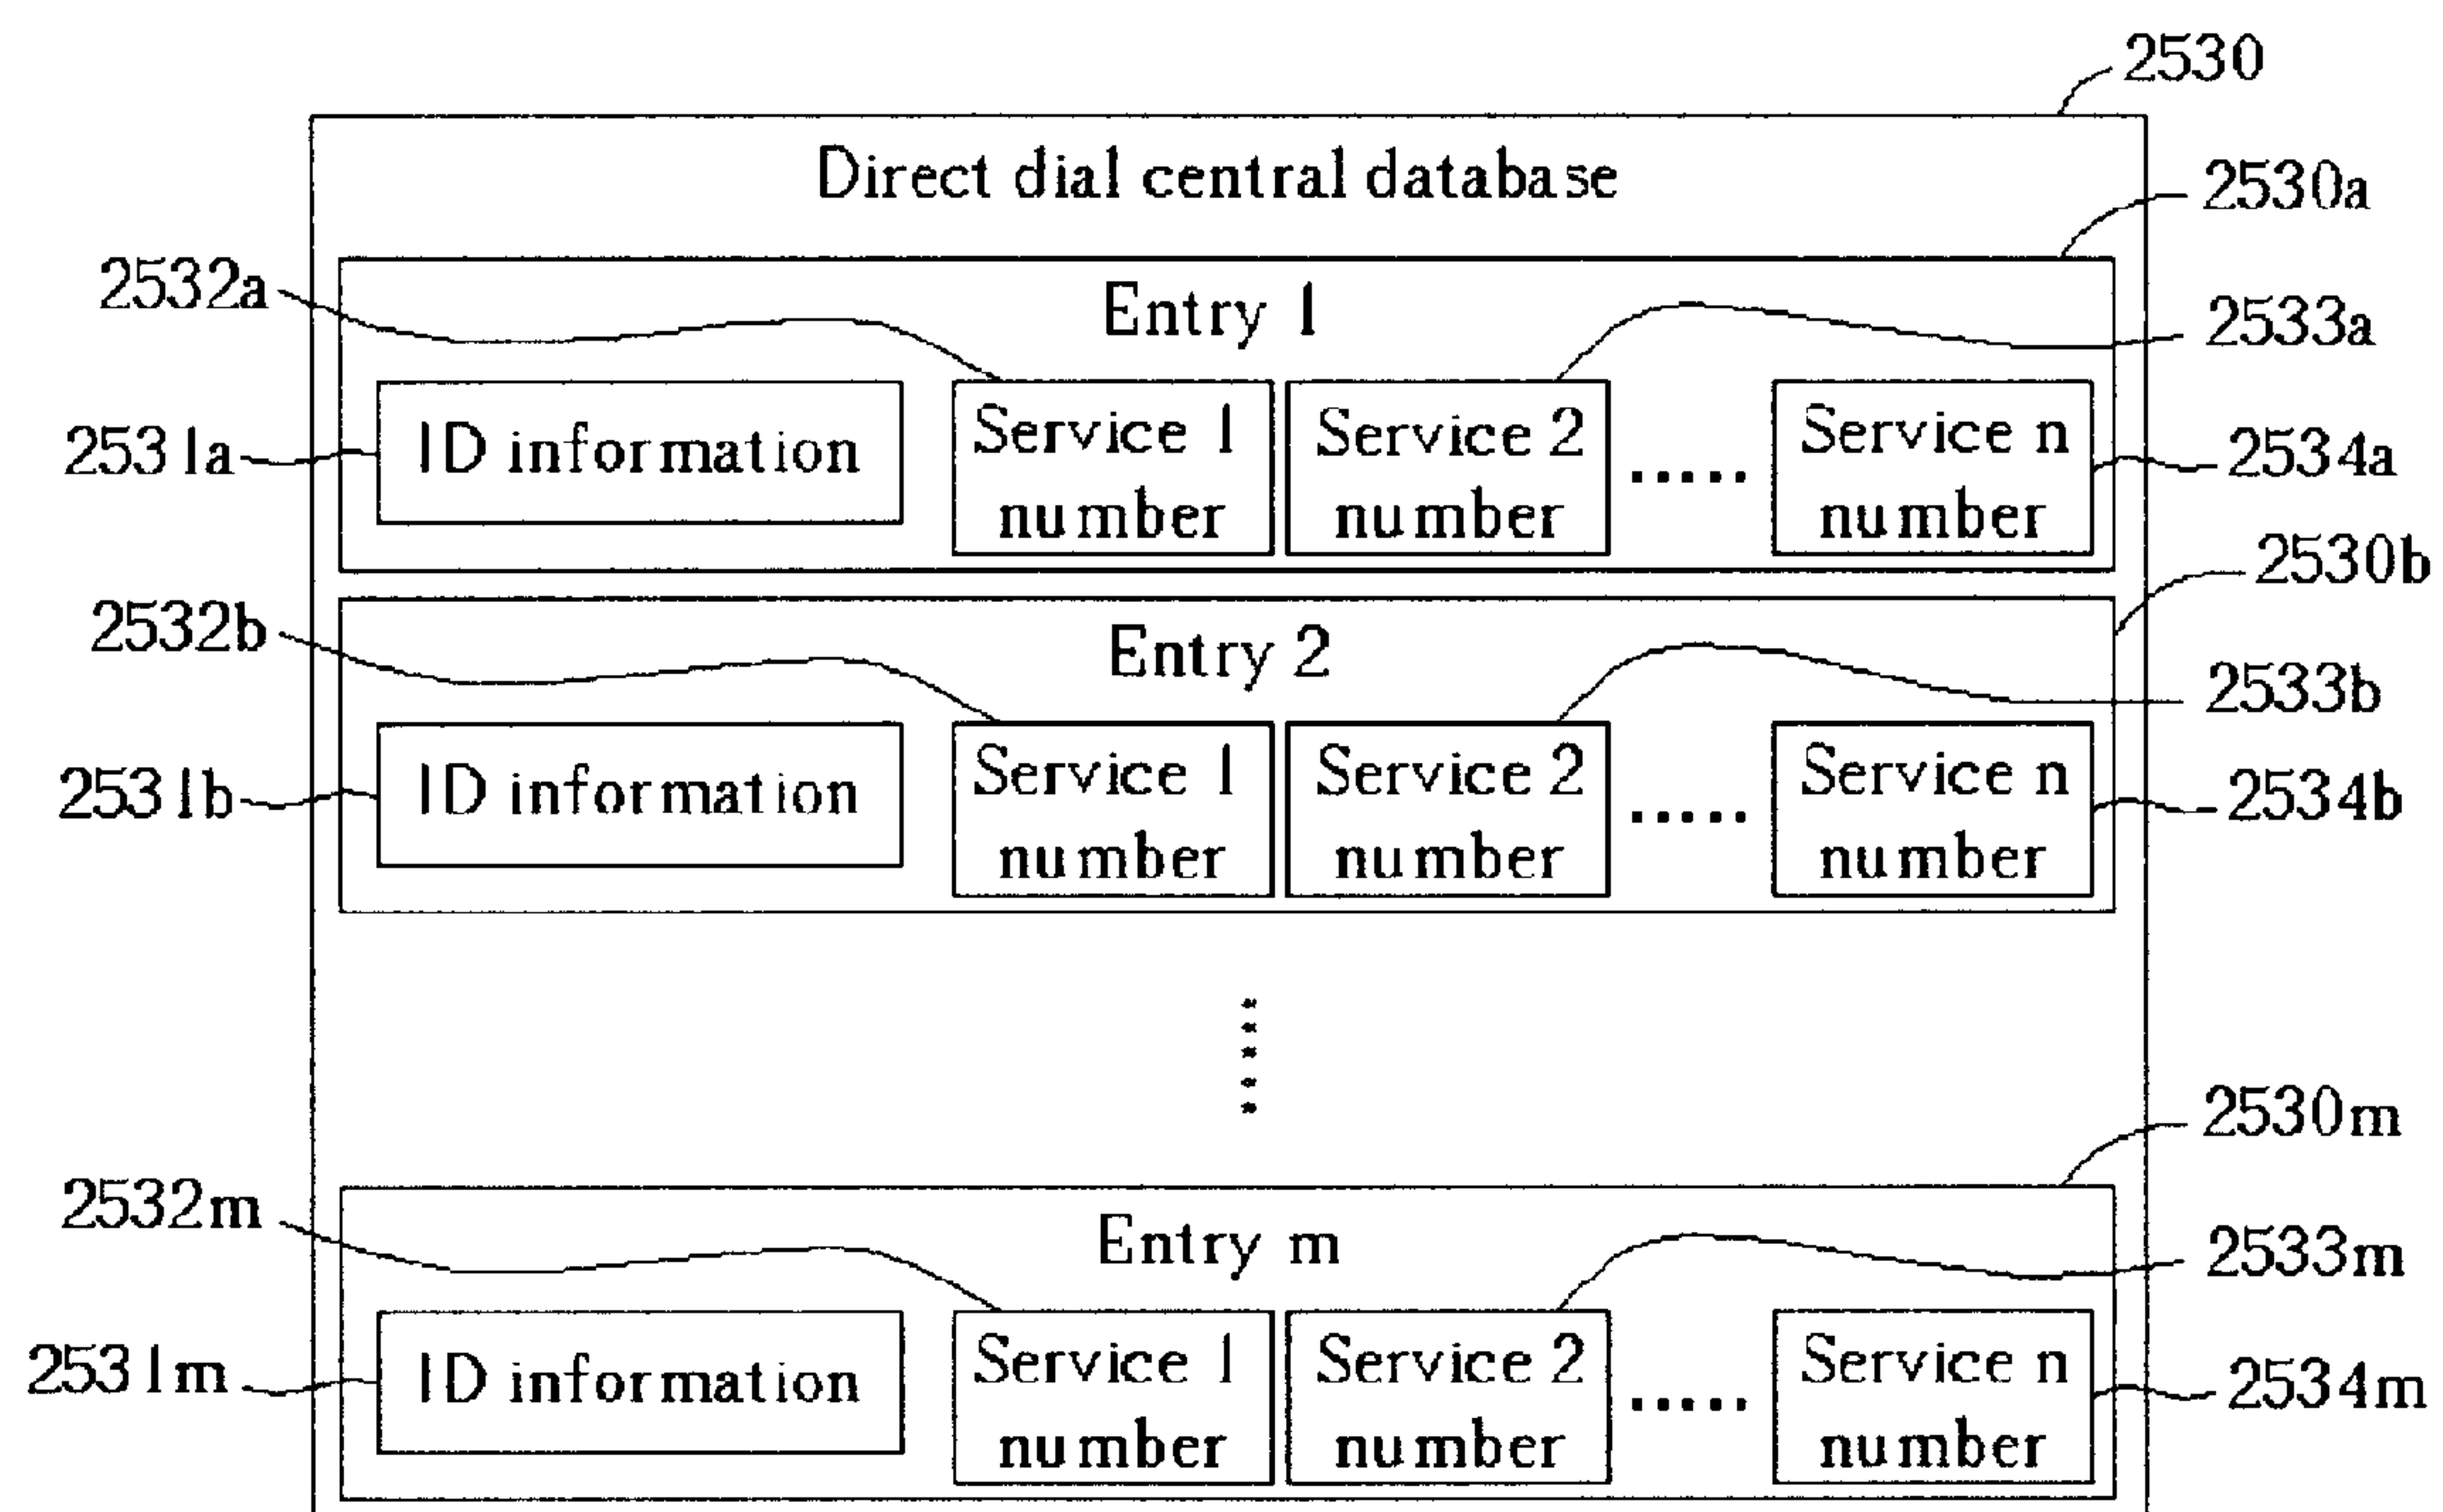 2530
Direct dial central database
2530a
2532a
Entry 1
2533a
2531a
ID information
Service 1
number
Service 2
number
.....
Service n
number
2534a
2530b
2532b
Entry 2
2533b
2531b
ID information
Service 1
number
Service 2
number
.....
Service n
number
2534b
2530m
2532m
Entry m
2533m
2531m
ID information
Service 1
number
Service 2
number
.....
Service n
number
2534m